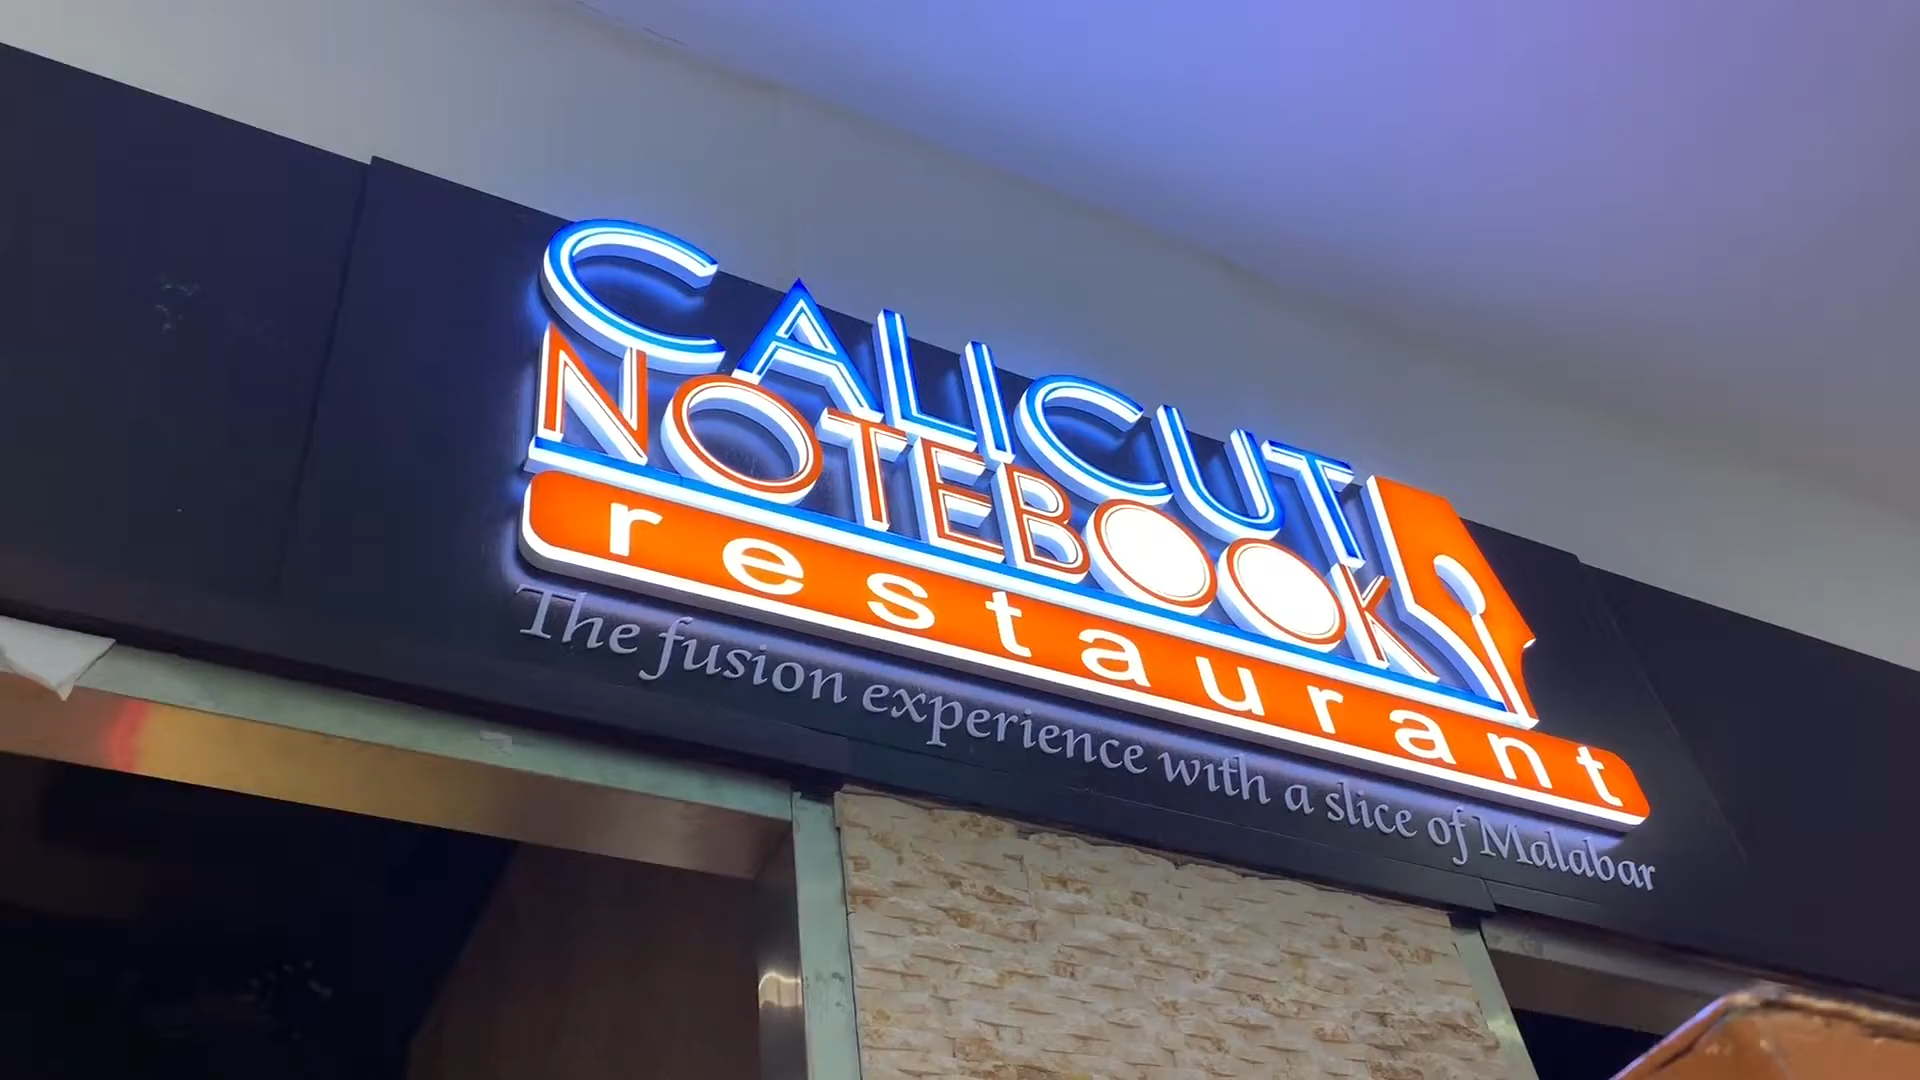 CALICUT
NOTEBOOK
restaurant
The fusion experience with a slice of Malabar